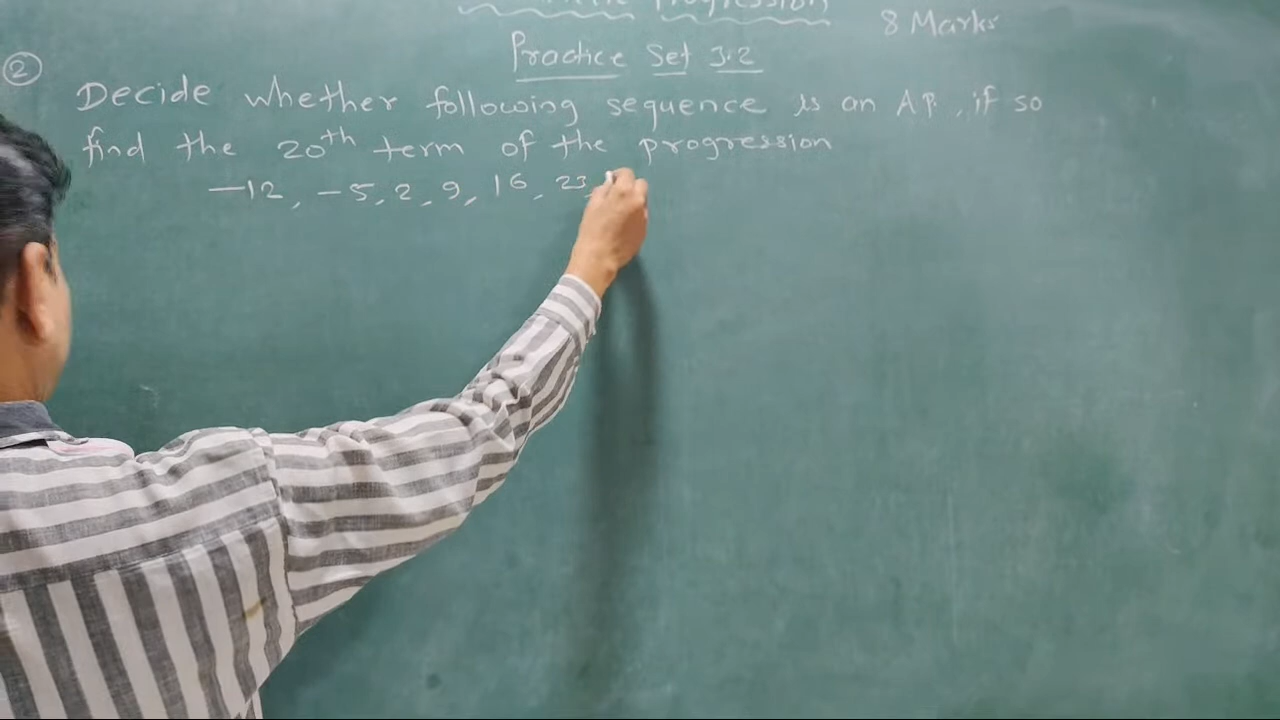 Progression
8 Marks
Practice Set 3.2
② Decide whether following sequence is an A.P., if so
find the 20th term of the progression
-12, -5, 2, 9, 16, 23,